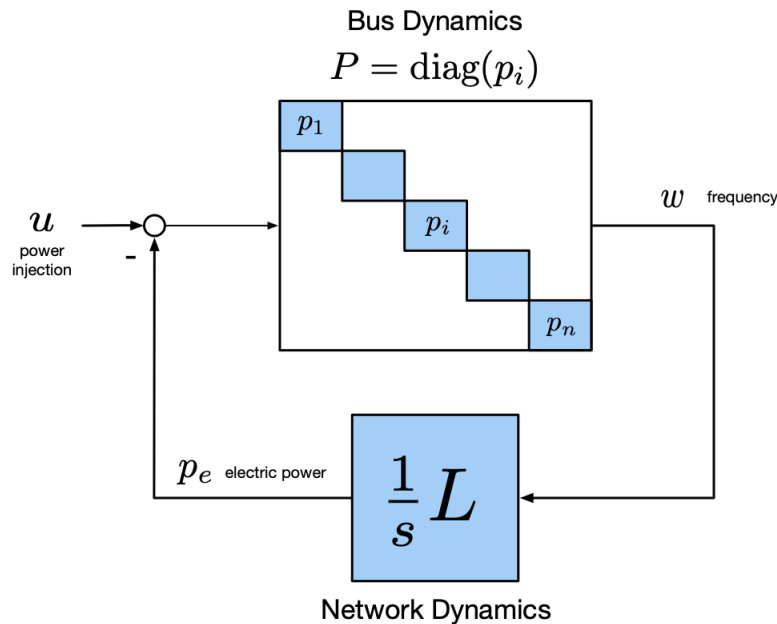 Bus Dynamics
P = diag(p_i)
p_1
p_i
p_n
w frequency
u
power
injection
-
p_e electric power
1/s L
Network Dynamics